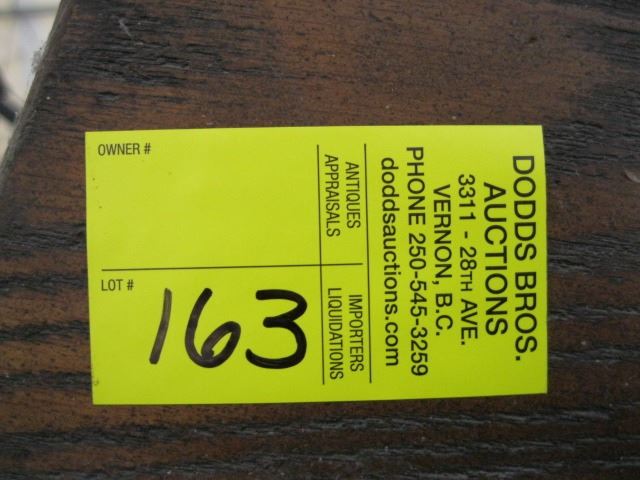 DODDS BROS.
AUCTIONS
3311 - 28TH AVE.
VERNON, B.C.
PHONE 250-545-3259
doddsauctions.com
ANTIQUES
APPRAISALS
IMPORTERS
LIQUIDATIONS
OWNER #
LOT #
163